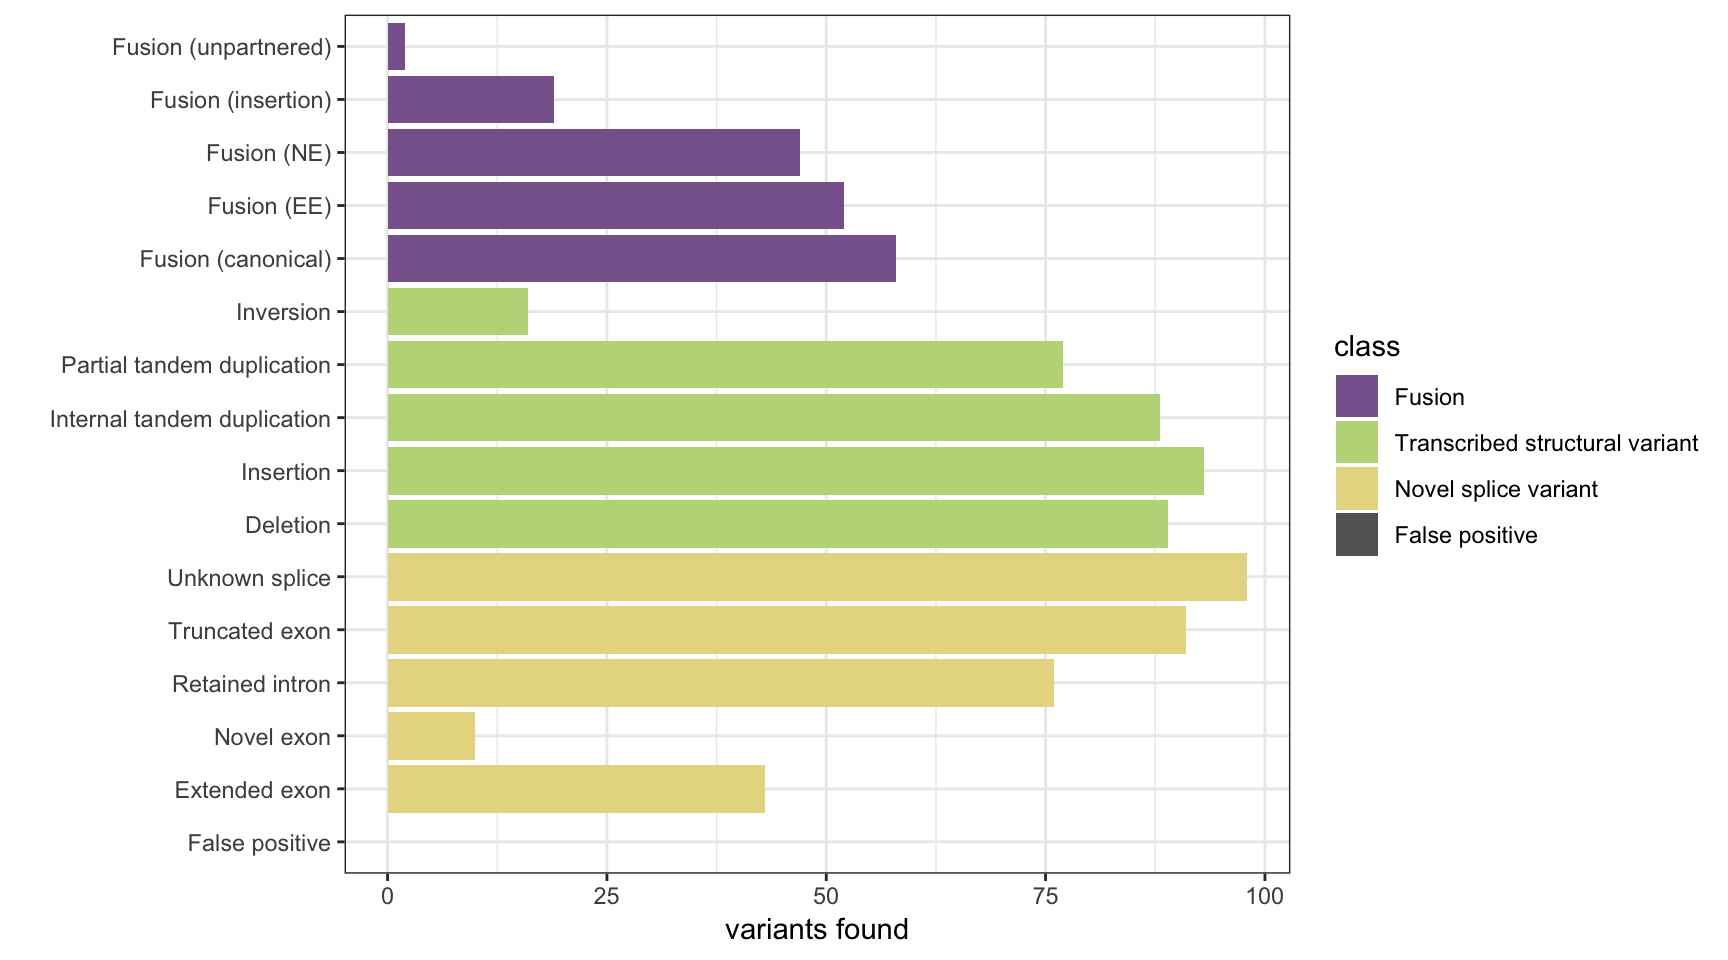 Fusion (unpartnered)
Fusion (insertion)
Fusion (NE)
Fusion (EE)
Fusion (canonical)
Inversion
Partial tandem duplication
Internal tandem duplication
Insertion
Deletion
Unknown splice
Truncated exon
Retained intron
Novel exon
Extended exon
False positive
0 25 50 75 100
variants found
class
Fusion
Transcribed structural variant
Novel splice variant
False positive